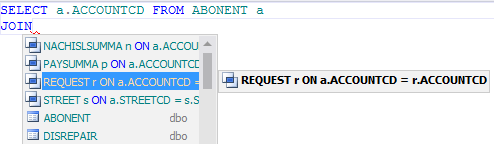 SELECT a.ACCOUNTCD FROM ABONENT a
JOIN
NACHISLSUMMA n ON a.ACCOU
PAYSUMMA p ON a.ACCOUNTCD
REQUEST r ON a.ACCOUNTCD =
REQUEST r ON a.ACCOUNTCD = r.ACCOUNTCD
STREET s ON a.STREETCD = s.S
ABONENT dbo
DISREPAIR dbo